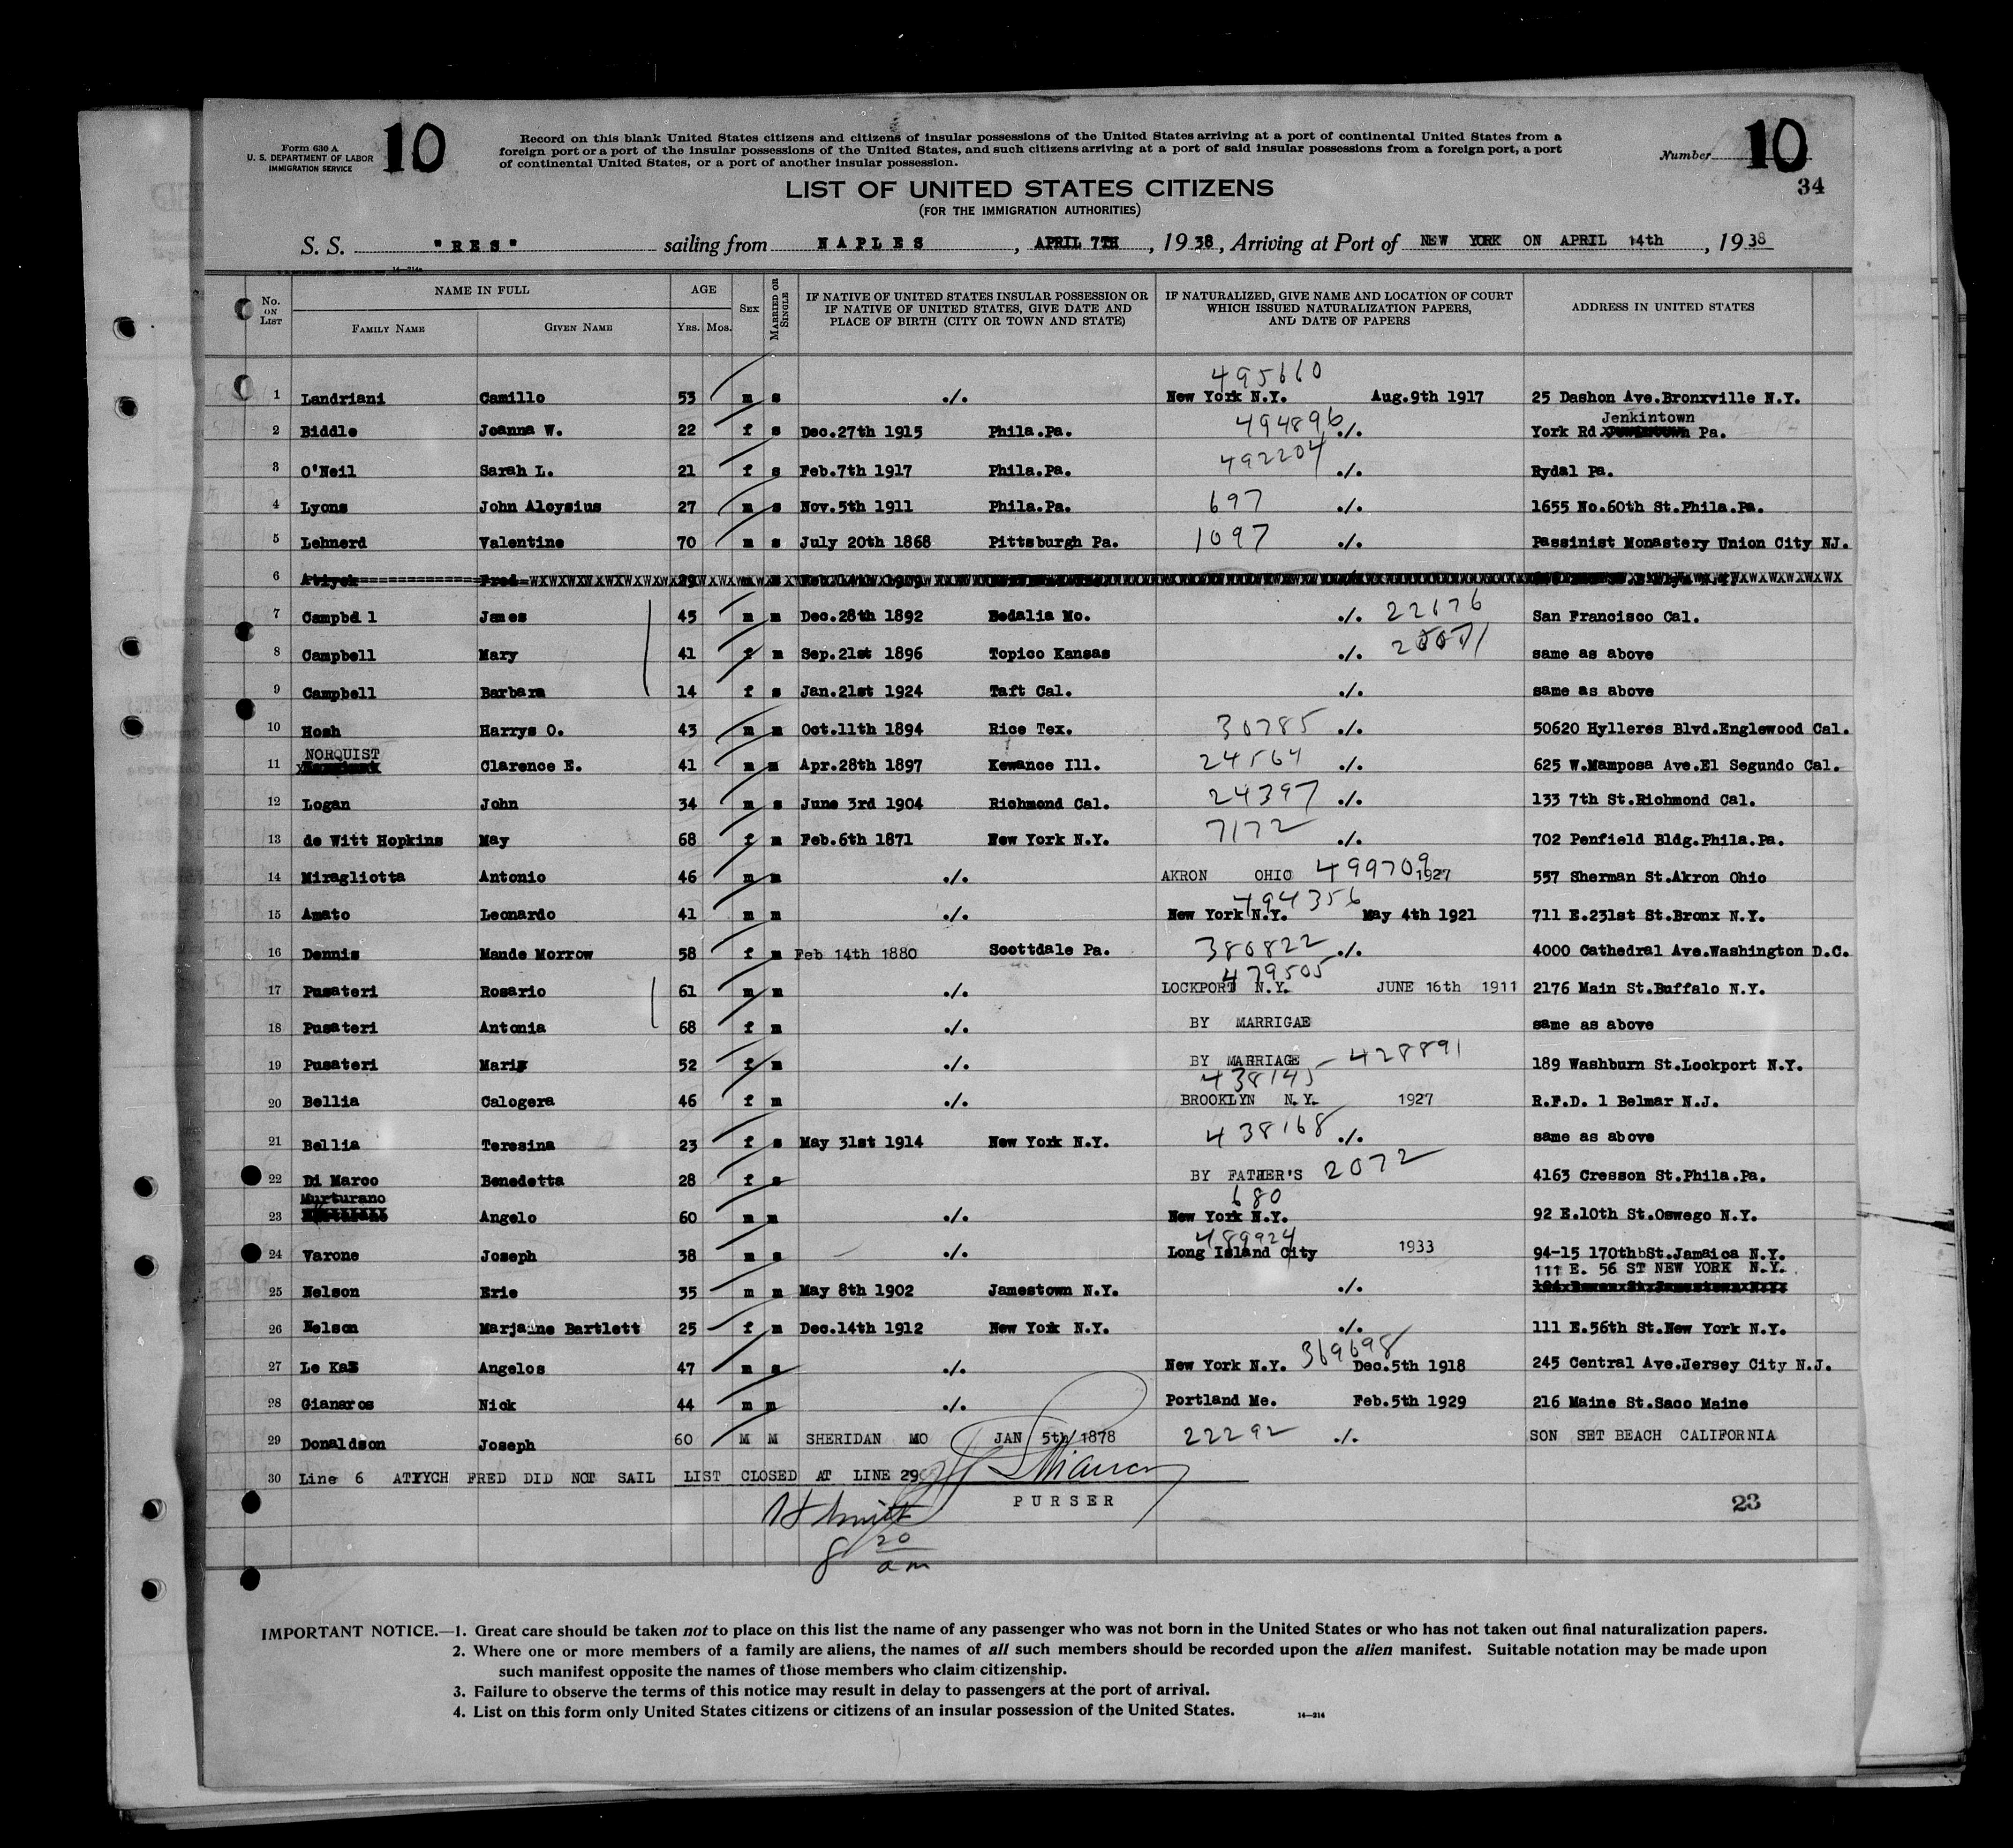 Form 630 A
U. S. DEPARTMENT OF LABOR
IMMIGRATION SERVICE
10
Record on this blank United States citizens and citizens of insular possessions of the United States arriving at a port of continental United States from a
foreign port or a port of the insular possessions of the United States, and such citizens arriving at a port of said insular possessions from a foreign port, a port
of continental United States, or a port of another insular possession.
Number 10
34
LIST OF UNITED STATES CITIZENS
(FOR THE IMMIGRATION AUTHORITIES)
S. S. "RES" sailing from NAPLES, APRIL 7TH, 1938, Arriving at Port of NEW YORK ON APRIL 14th, 1938
14—214a
No. ON LIST
NAME IN FULL
FAMILY NAME
GIVEN NAME
AGE
YRS. MOS.
SEX
MARRIED OR SINGLE
IF NATIVE OF UNITED STATES INSULAR POSSESSION OR
IF NATIVE OF UNITED STATES, GIVE DATE AND
PLACE OF BIRTH (CITY OR TOWN AND STATE)
IF NATURALIZED, GIVE NAME AND LOCATION OF COURT
WHICH ISSUED NATURALIZATION PAPERS,
AND DATE OF PAPERS
ADDRESS IN UNITED STATES
495660
1 Landriani Camillo 53 m s ./. New York N.Y. Aug.9th 1917 25 Dashon Ave.Bronxville N.Y.
Jenkintown
2 Biddle Joanna W. 22 f s Dec.27th 1915 Phila.Pa. 494896 ./. York Rd Pa.
3 O'Neil Sarah L. 21 f s Feb.7th 1917 Phila.Pa. 492204 ./. Rydal Pa.
4 Lyons John Aloysius 27 m s Nov.5th 1911 Phila.Pa. 697 ./. 1655 No.60th St.Phila.Pa.
5 Lehnerd Valentine 70 m s July 20th 1868 Pittsburgh Pa. 1097 ./. Passinist Monastery Union City NJ.
6 Atiyck Fred 29 m
7 Campbell James 45 m m Dec.28th 1892 Sedalia Mo. ./. 22676 San Francisco Cal.
8 Campbell Mary 41 f m Sep.21st 1896 Topico Kansas ./. same as above
9 Campbell Barbara 14 f s Jan.21st 1924 Taft Cal. ./. same as above
10 Hosh Harrys O. 43 m m Oct.11th 1894 Rice Tex. 30785 ./. 50620 Hylleres Blvd.Englewood Cal.
NORQUIST
11 Clarence E. 41 m m Apr.28th 1897 Kewance Ill. 24564 ./. 625 W.Mamposa Ave.El Segundo Cal.
12 Logan John 34 m s June 3rd 1904 Richmond Cal. 24397 ./. 133 7th St.Richmond Cal.
13 de Witt Hopkins May 68 f m Feb.6th 1871 New York N.Y. 7172 ./. 702 Penfield Bldg.Phila.Pa.
14 Miragliotta Antonio 46 m m ./. AKRON OHIO 499709 1927 557 Sherman St.Akron Ohio
494356
15 Amato Leonardo 41 m m ./. New York N.Y. May 4th 1921 711 E.231st St.Bronx N.Y.
16 Dennis Mande Morrow 58 f m Feb 14th 1880 Scottdale Pa. 380822 ./. 4000 Cathedral Ave.Washington D.C.
479505
17 Pusateri Rosario 61 m m ./. LOCKPORT N.Y. JUNE 16th 1911 2176 Main St.Buffalo N.Y.
18 Pusateri Antonia 68 f m ./. BY MARRIGAE same as above
19 Pusateri Mary 52 f m ./. BY MARRIAGE - 428891 189 Washburn St.Lockport N.Y.
438145
20 Bellia Calogera 46 f m ./. BROOKLYN N.Y. 1927 R.F.D. 1 Belmar N.J.
21 Bellia Teresina 23 f s May 31st 1914 New York N.Y. 438168 ./. same as above
22 Di Marco Benedetta 28 f s BY FATHER'S 2072 4163 Cresson St.Phila.Pa.
Murturano 680
23 Angelo 60 m m ./. New York N.Y. 92 E.10th St.Oswego N.Y.
489924
24 Varone Joseph 38 m s ./. Long Island City 1933 94-15 170thbSt.Jamaica N.Y.
111 E. 56 ST NEW YORK N.Y.
25 Nelson Eric 35 m m May 8th 1902 Jamestown N.Y. ./.
26 Nelson Marjaine Bartlett 25 f m Dec.14th 1912 New York N.Y. ./. 111 E.56th St.New York N.Y.
27 Le Kas Angelos 47 m s ./. New York N.Y. 369698 Dec.5th 1918 245 Central Ave.Jersey City N.J.
28 Gianaros Nick 44 m m ./. Portland Me. Feb.5th 1929 216 Maine St.Saco Maine
29 Donaldson Joseph 60 M M SHERIDAN MO JAN 5th 1878 22292 ./. SON SET BEACH CALIFORNIA
30 Line 6 ATIYCH FRED DID NOT SAIL LIST CLOSED AT LINE 29
PURSER
23
8 20
am
IMPORTANT NOTICE.—1. Great care should be taken not to place on this list the name of any passenger who was not born in the United States or who has not taken out final naturalization papers.
2. Where one or more members of a family are aliens, the names of all such members should be recorded upon the alien manifest. Suitable notation may be made upon
such manifest opposite the names of those members who claim citizenship.
3. Failure to observe the terms of this notice may result in delay to passengers at the port of arrival.
4. List on this form only United States citizens or citizens of an insular possession of the United States.
14—214